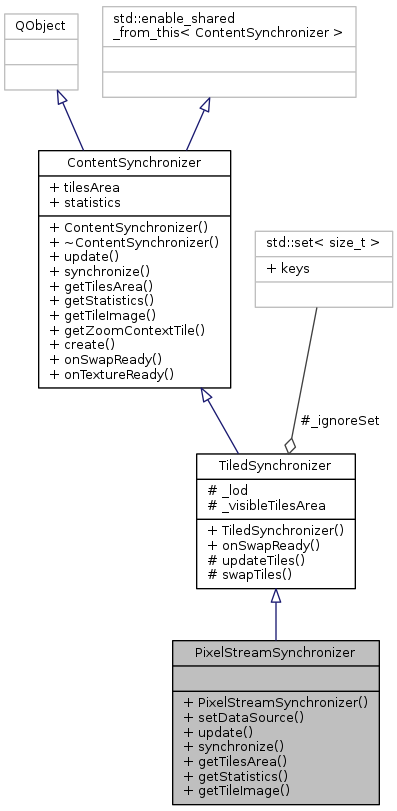 QObject
std::enable_shared
_from_this< ContentSynchronizer >
ContentSynchronizer
+ tilesArea
+ statistics
+ ContentSynchronizer()
+ ~ContentSynchronizer()
+ update()
+ synchronize()
+ getTilesArea()
+ getStatistics()
+ getTileImage()
+ getZoomContextTile()
+ create()
+ onSwapReady()
+ onTextureReady()
std::set< size_t >
+ keys
#_ignoreSet
TiledSynchronizer
# _lod
# _visibleTilesArea
+ TiledSynchronizer()
+ onSwapReady()
# updateTiles()
# swapTiles()
PixelStreamSynchronizer
+ PixelStreamSynchronizer()
+ setDataSource()
+ update()
+ synchronize()
+ getTilesArea()
+ getStatistics()
+ getTileImage()